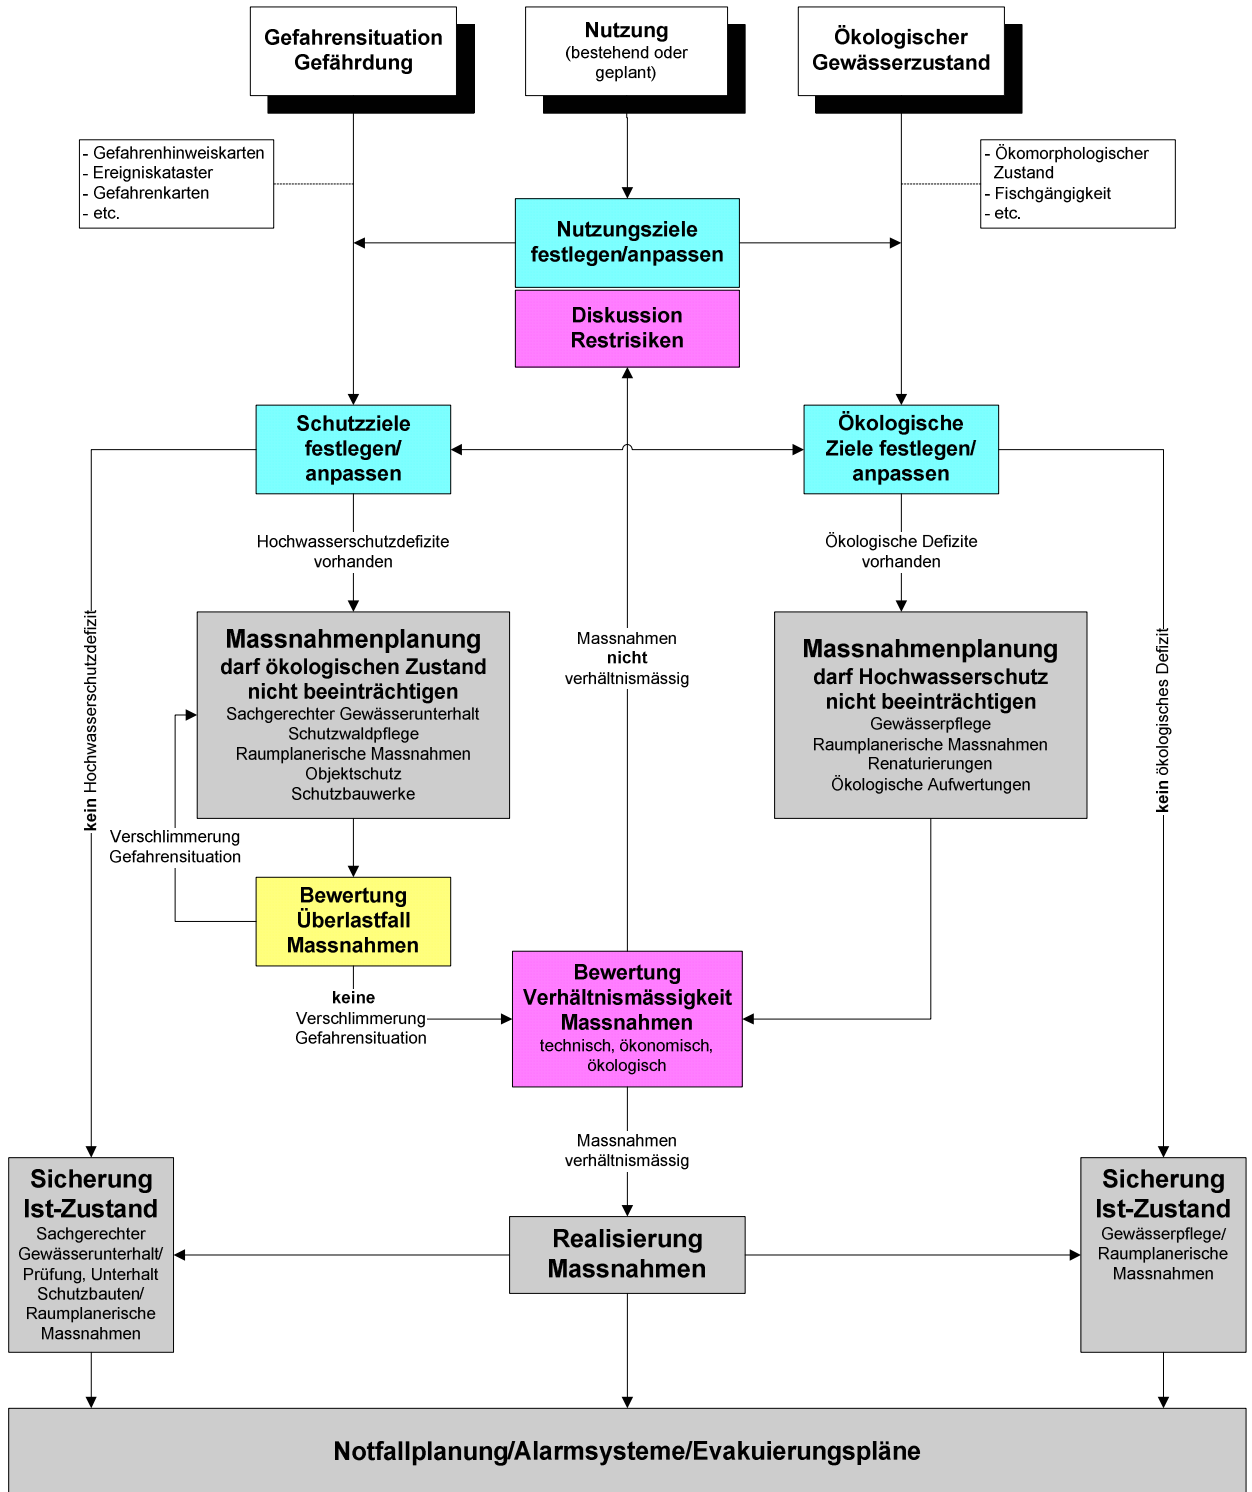 Gefahrensituation
Gefährdung
Nutzung
(bestehend oder
geplant)
Ökologischer
Gewässerzustand
- Gefahrenhinweiskarten
- Ereigniskataster
- Gefahrenkarten
- etc.
- Ökomorphologischer
Zustand
- Fischgängigkeit
- etc.
Nutzungsziele
festlegen/anpassen
Diskussion
Restrisiken
Schutzziele
festlegen/
anpassen
Ökologische
Ziele festlegen/
anpassen
Hochwasserschutzdefizite
vorhanden
Ökologische Defizite
vorhanden
kein Hochwasserschutzdefizit
Massnahmenplanung
darf ökologischen Zustand
nicht beeinträchtigen
Sachgerechter Gewässerunterhalt
Schutzwaldpflege
Raumplanerische Massnahmen
Objektschutz
Schutzbauwerke
Massnahmen
nicht
verhältnismässig
Massnahmenplanung
darf Hochwasserschutz
nicht beeinträchtigen
Gewässerpflege
Raumplanerische Massnahmen
Renaturierungen
Ökologische Aufwertungen
kein ökologisches Defizit
Verschlimmerung
Gefahrensituation
Bewertung
Überlastfall
Massnahmen
keine
Verschlimmerung
Gefahrensituation
Bewertung
Verhältnismässigkeit
Massnahmen
technisch, ökonomisch,
ökologisch
Massnahmen
verhältnismässig
Sicherung
Ist-Zustand
Sachgerechter
Gewässerunterhalt/
Prüfung, Unterhalt
Schutzbauten/
Raumplanerische
Massnahmen
Realisierung
Massnahmen
Sicherung
Ist-Zustand
Gewässerpflege/
Raumplanerische
Massnahmen
Notfallplanung/Alarmsysteme/Evakuierungspläne